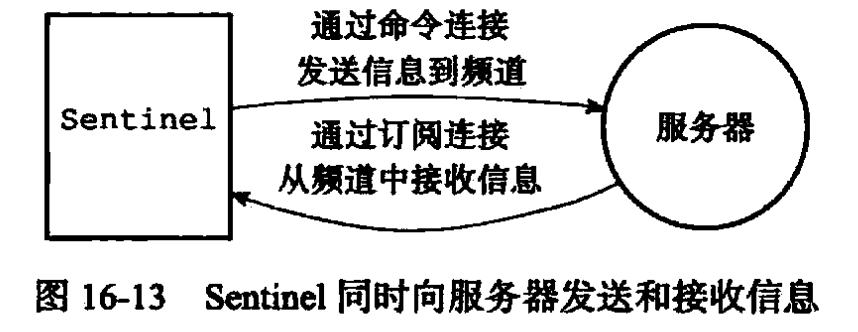 通过命令连接
发送信息到频道
Sentinel
服务器
通过订阅连接
从频道中接收信息
图 16-13 Sentinel 同时向服务器发送和接收信息